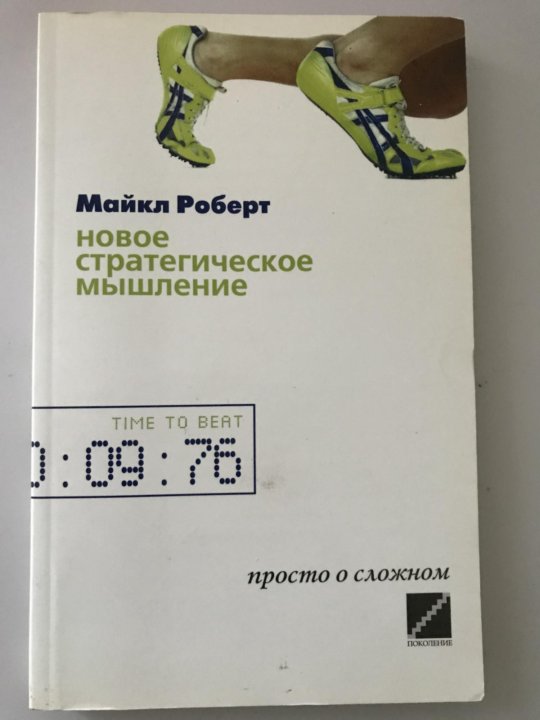 Майкл Роберт
новое
стратегическое
мышление
TIME TO BEAT
0:09:76
просто о сложном
ПОКОЛЕНИЕ